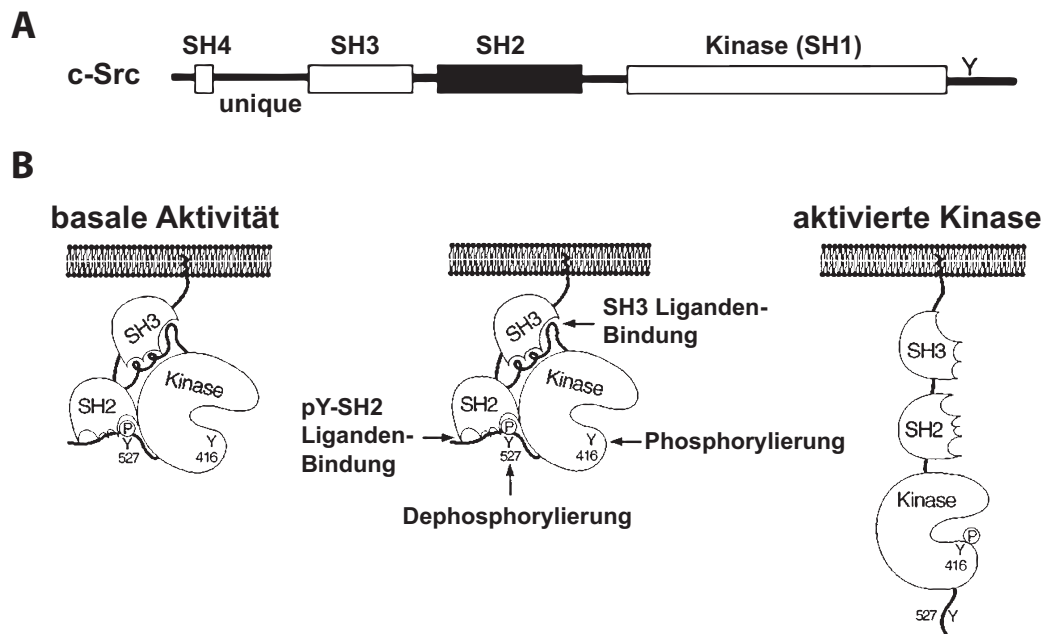 A
SH4
SH3
SH2
Kinase (SH1)
c-Src
unique
Y
B
basale Aktivität
SH3
Kinase
SH2
P
Y
527
Y
416
SH3 Liganden-
Bindung
SH3
Kinase
pY-SH2
Liganden-
Bindung
SH2
P
Y
527
Y
416
Phosphorylierung
Dephosphorylierung
aktivierte Kinase
SH3
SH2
Kinase
P
Y
416
527
Y